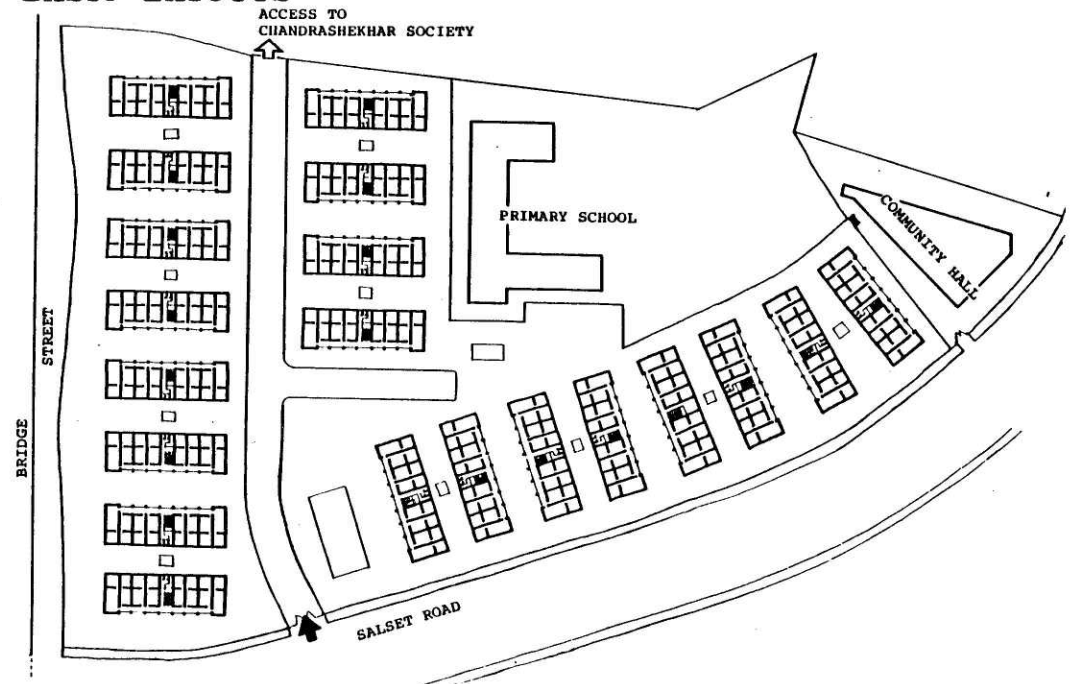 ACCESS TO
CHANDRASHEKHAR SOCIETY
PRIMARY SCHOOL
COMMUNITY HALL
STREET
BRIDGE
SALSET ROAD